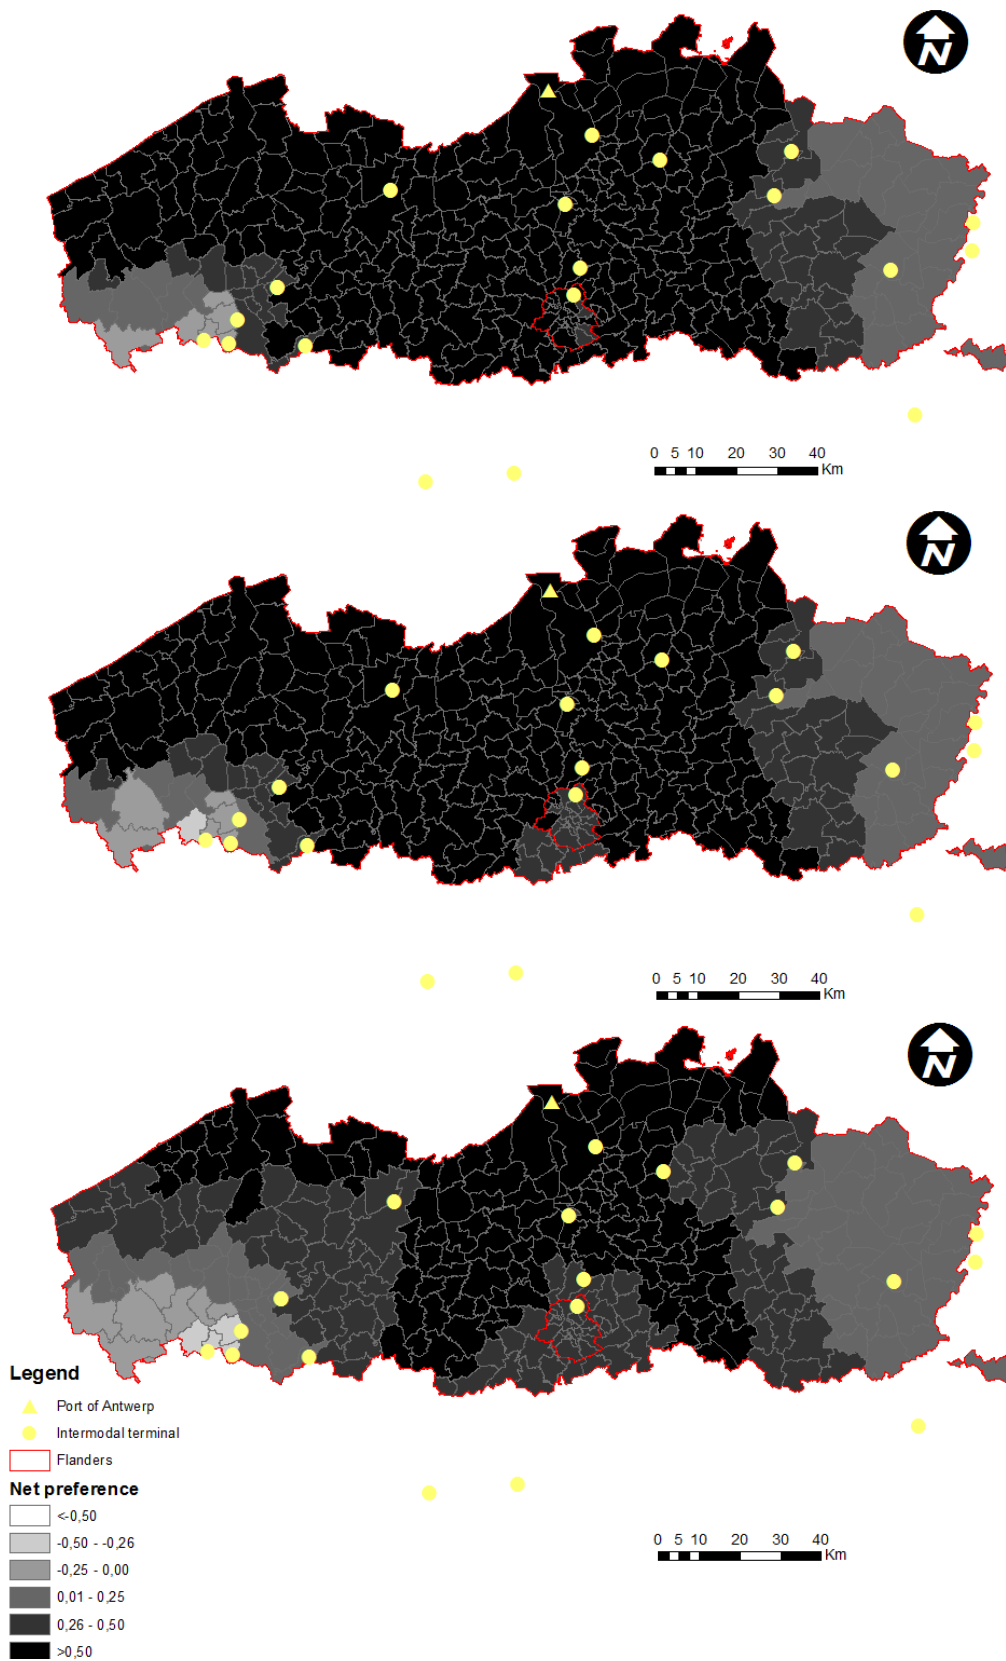 N
0 5 10 20 30 40
Km
N
0 5 10 20 30 40
Km
N
Legend
Port of Antwerp
Intermodal terminal
Flanders
Net preference
<-0,50
-0,50 - -0,26
-0,25 - 0,00
0,01 - 0,25
0,26 - 0,50
>0,50
0 5 10 20 30 40
Km